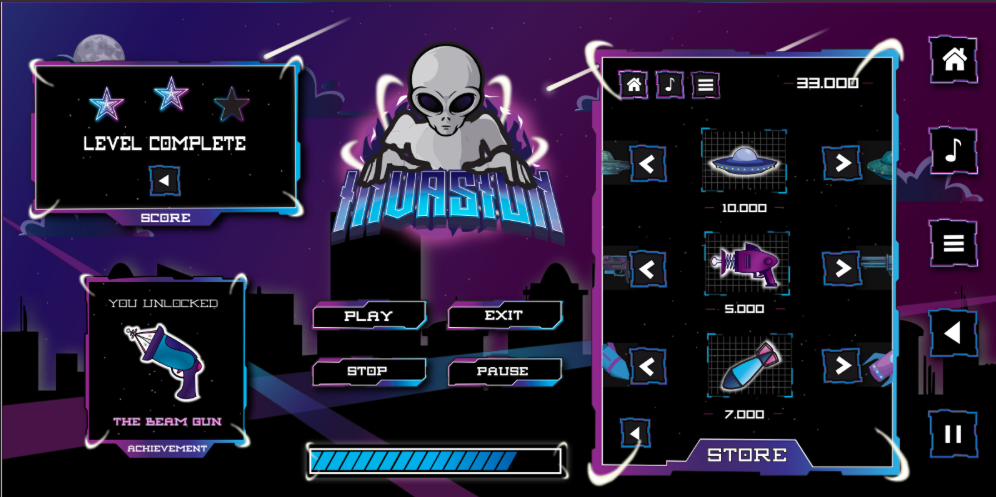 LEVEL COMPLETE
SCORE
YOU UNLOCKED
THE BEAM GUN
ACHIEVEMENT
INVASION
PLAY
EXIT
STOP
PAUSE
33.000
10.000
5.000
7.000
STORE